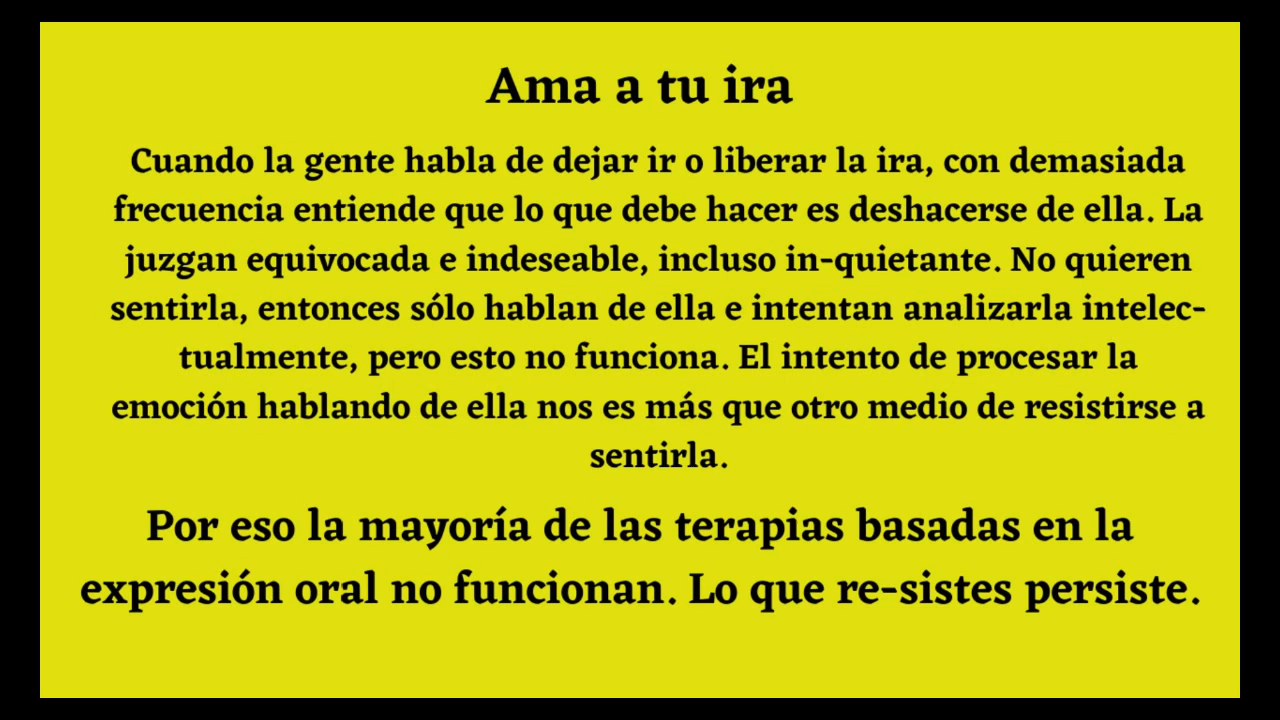 Ama a tu ira
Cuando la gente habla de dejar ir o liberar la ira, con demasiada
frecuencia entiende que lo que debe hacer es deshacerse de ella. La
juzgan equivocada e indeseable, incluso in-quietante. No quieren
sentirla, entonces sólo hablan de ella e intentan analizarla intelec-
tualmente, pero esto no funciona. El intento de procesar la
emoción hablando de ella nos es más que otro medio de resistirse a
sentirla.
Por eso la mayoría de las terapias basadas en la
expresión oral no funcionan. Lo que re-sistes persiste.